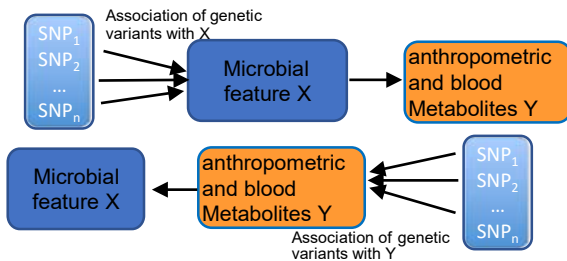 Association of genetic
variants with X
SNP1
SNP2
...
SNPn
Microbial
feature X
anthropometric
and blood
Metabolites Y
Microbial
feature X
anthropometric
and blood
Metabolites Y
SNP1
SNP2
...
SNPn
Association of genetic
variants with Y